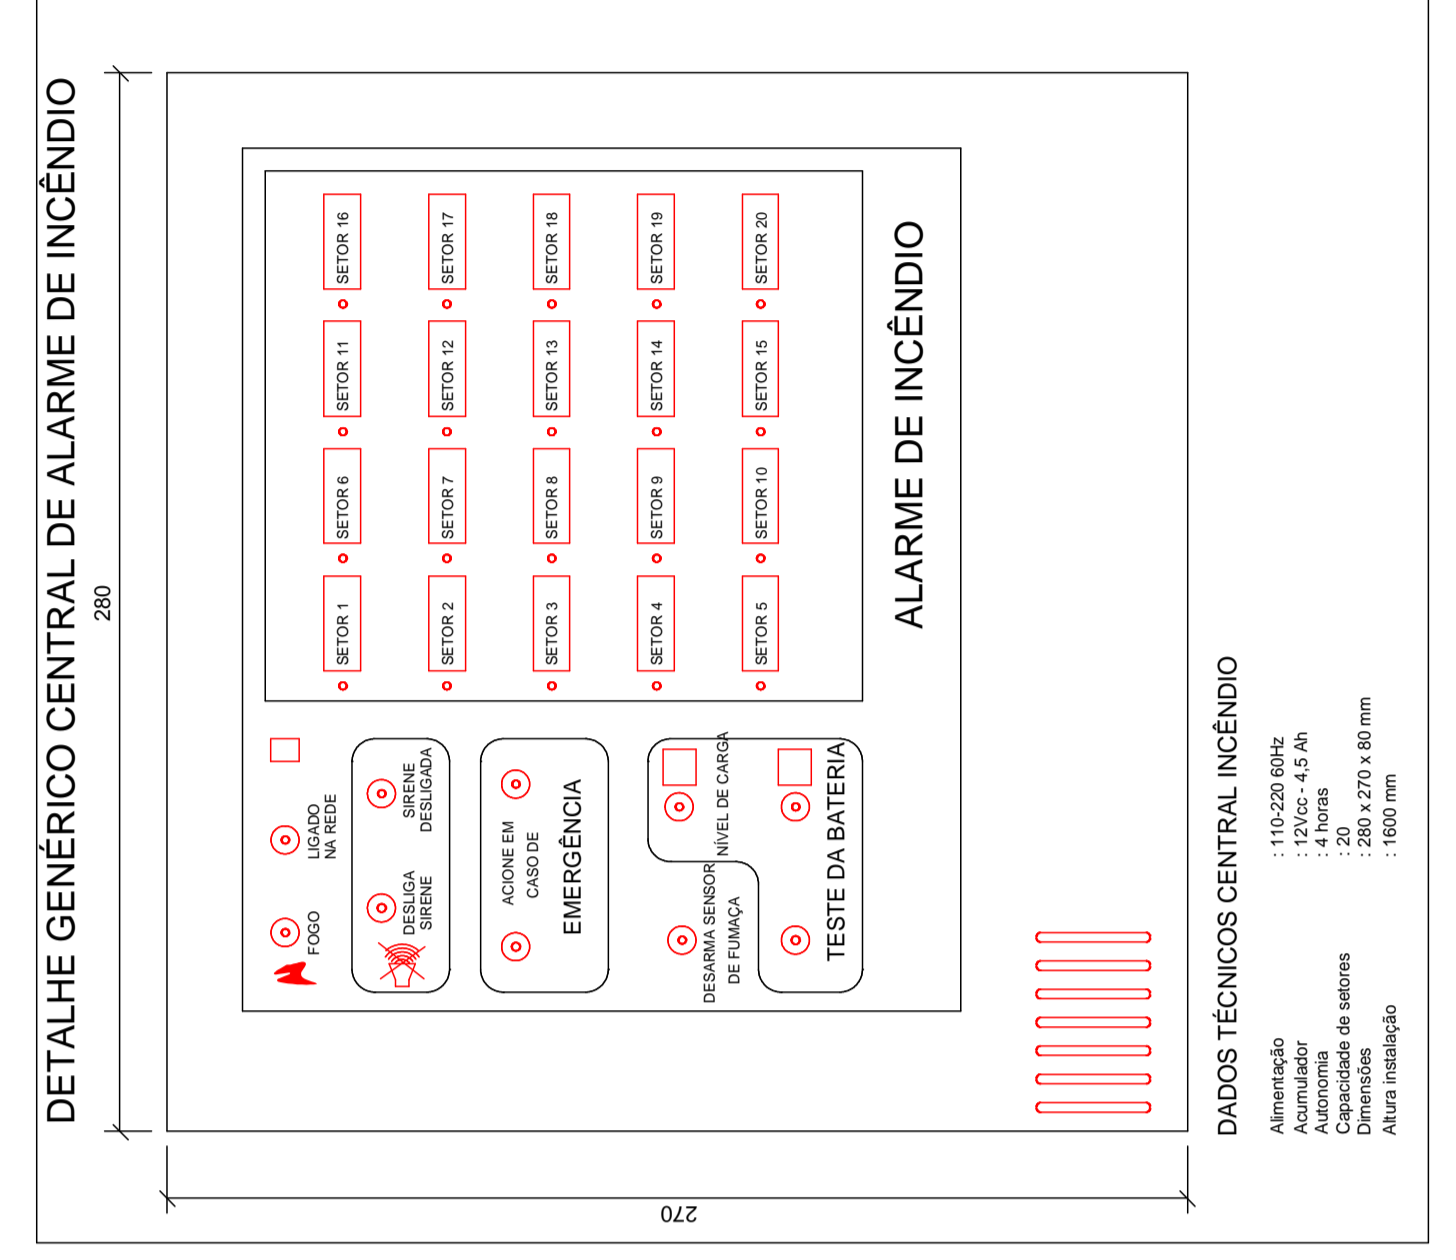 DETALHE GENÉRICO CENTRAL DE ALARME DE INCÊNDIO
280
270
FOGO
LIGADO
NA REDE
DESLIGA
SIRENE
SIRENE
DESLIGADA
ACIONE EM
CASO DE
EMERGÊNCIA
DESARMA SENSOR
DE FUMAÇA
NÍVEL DE CARGA
TESTE DA BATERIA
SETOR 1
SETOR 6
SETOR 11
SETOR 16
SETOR 2
SETOR 7
SETOR 12
SETOR 17
SETOR 3
SETOR 8
SETOR 13
SETOR 18
SETOR 4
SETOR 9
SETOR 14
SETOR 19
SETOR 5
SETOR 10
SETOR 15
SETOR 20
ALARME DE INCÊNDIO
DADOS TÉCNICOS CENTRAL INCÊNDIO
Alimentação : 110-220 60Hz
Acumulador : 12Vcc - 4,5 Ah
Autonomia : 4 horas
Capacidade de setores : 20
Dimensões : 280 x 270 x 80 mm
Altura instalação : 1600 mm